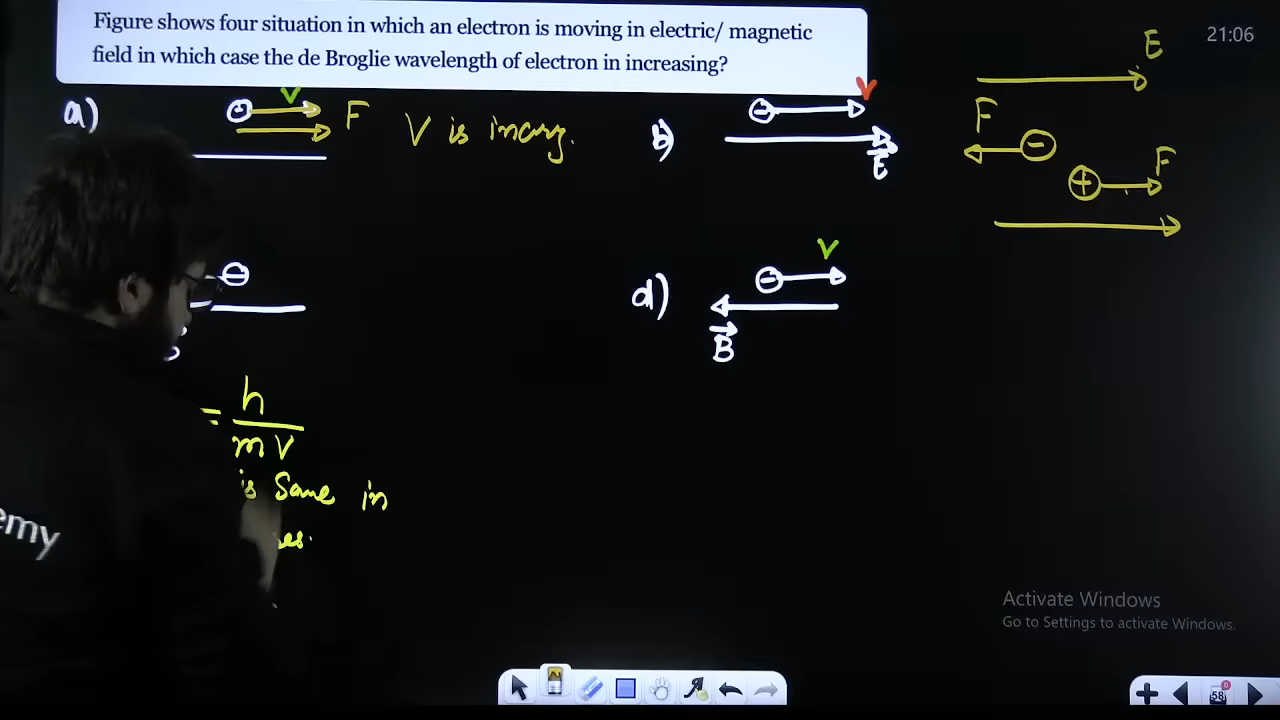 Figure shows four situation in which an electron is moving in electric/ magnetic
field in which case the de Broglie wavelength of electron in increasing?
21:06
a)
V
F
V is
b)
V
E
E
F
F
d)
V
B
= h
m V
is Same in
emy
Activate Windows
Go to Settings to activate Windows.
58